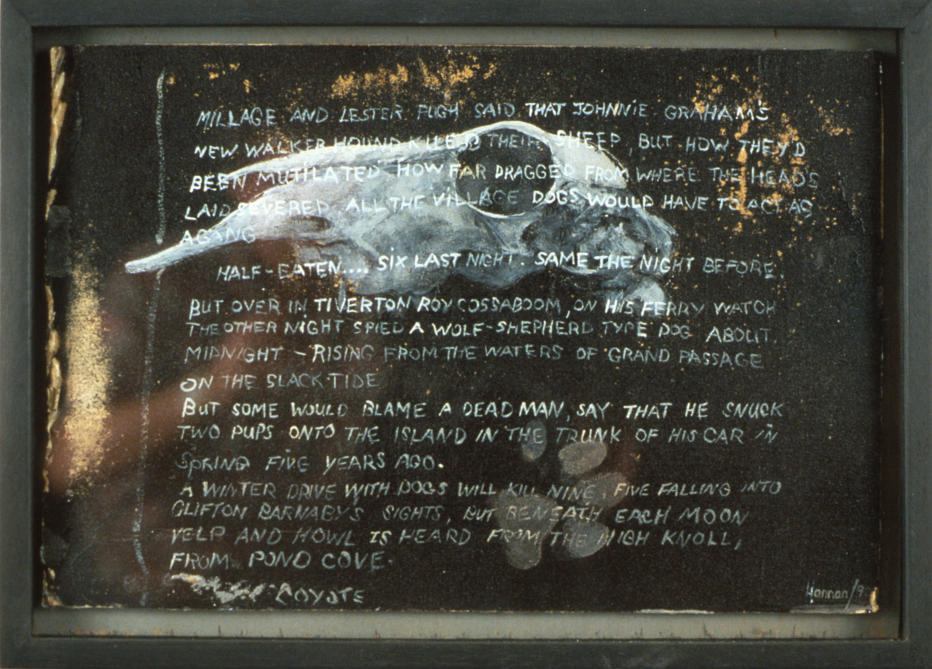 MILLAGE AND LESTER PUGH SAID THAT JOHNNIE GRAHAM'S
NEW WALKER HOUND KILLED THEIR SHEEP, BUT HOW THEY'D
BEEN MUTILATED HOW FAR DRAGGED FROM WHERE THE HEADS
LAID SEVERED ALL THE VILLAGE DOGS WOULD HAVE TO ACT AS
AGANG
HALF-EATEN.... SIX LAST NIGHT. SAME THE NIGHT BEFORE.
BUT OVER IN TIVERTON ROY COSSABOOM, ON HIS FERRY WATCH
THE OTHER NIGHT SPIED A WOLF-SHEPHERD TYPE DOG ABOUT.
MIDNIGHT - RISING FROM THE WATERS OF GRAND PASSAGE
ON THE SLACK TIDE
BUT SOME WOULD BLAME A DEAD MAN, SAY THAT HE SNUCK
TWO PUPS ONTO THE ISLAND IN THE TRUNK OF HIS CAR IN
SPRING FIVE YEARS AGO.
A WINTER DRIVE WITH DOGS WILL KILL NINE, FIVE FALLING INTO
CLIFTON BARNABY'S SIGHTS, BUT BENEATH EACH MOON
YELP AND HOWL IS HEARD FROM THE HIGH KNOLL,
FROM POND COVE.
COYOTE
Hannan